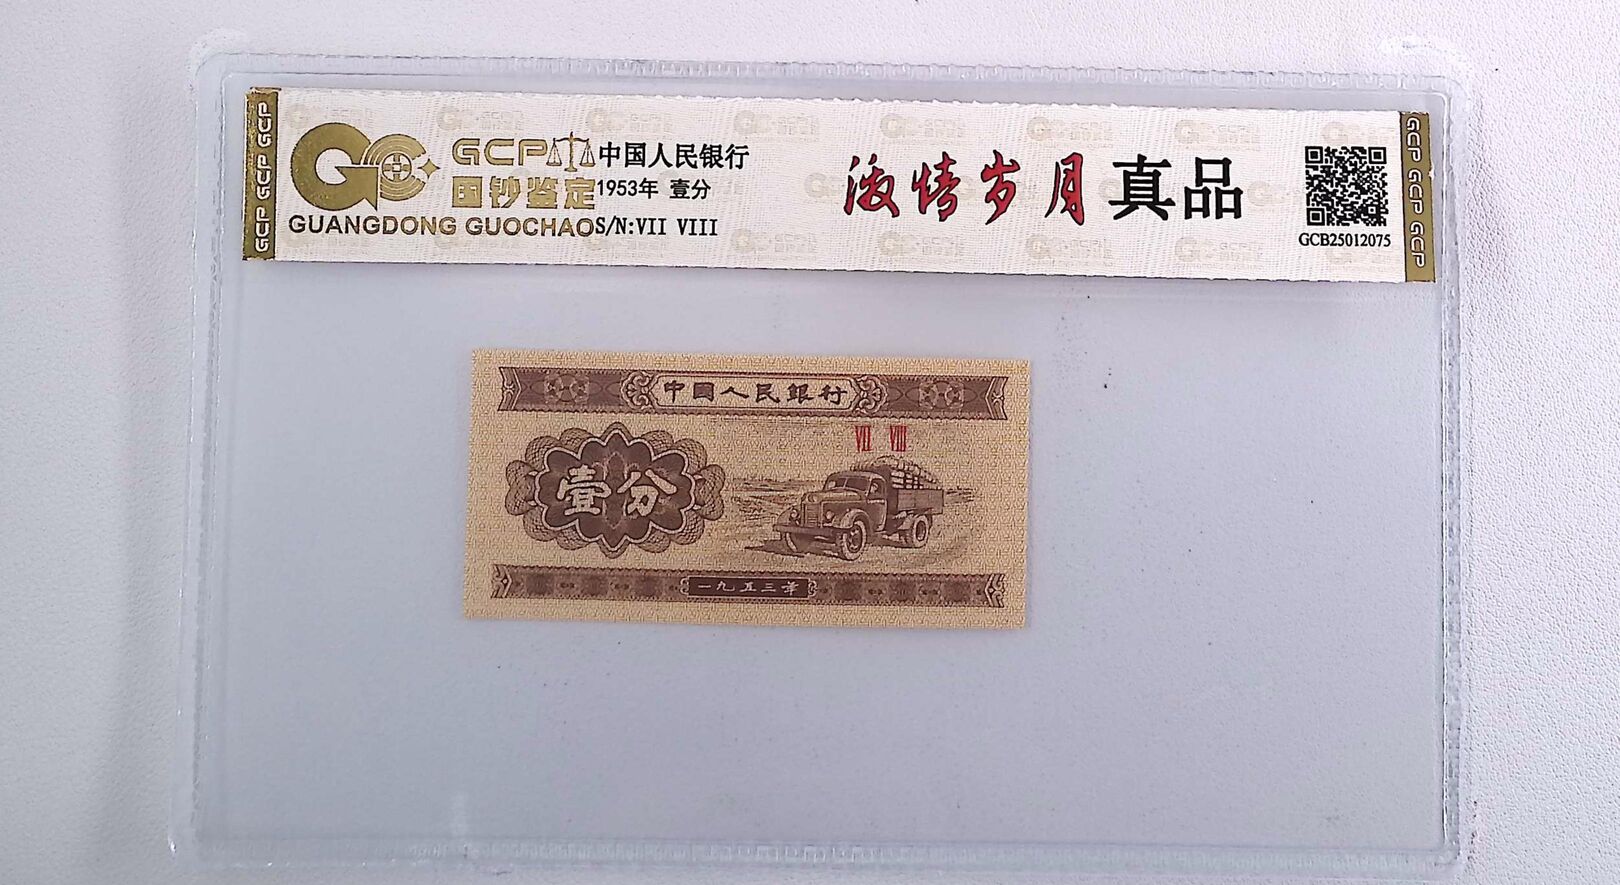 GCP GCP GCP
GCP
国钞鉴定
GUANGDONG GUOCHAO
中国人民银行
1953年 壹分
S/N:VII VIII
激情岁月 真品
GCB25012075
GCP GCP GCP
中国人民銀行
VII VIII
壹分
一九五三年